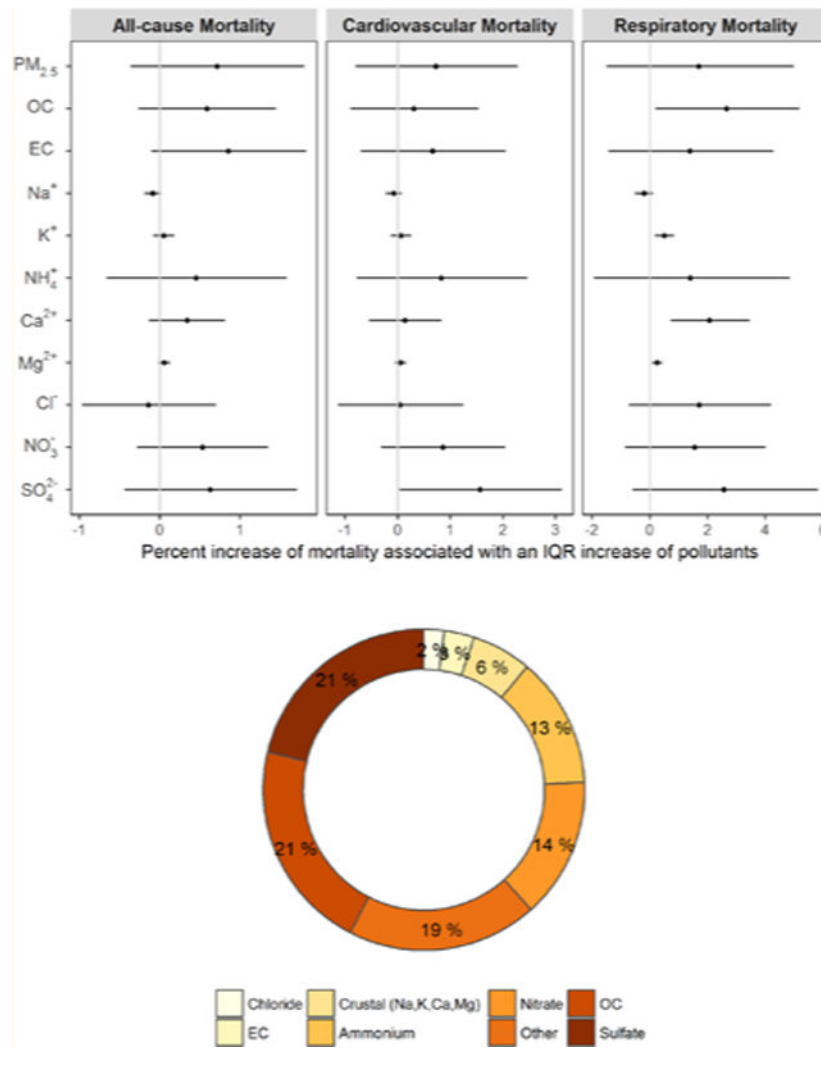 All-cause Mortality Cardiovascular Mortality Respiratory Mortality
PM2.5
OC
EC
Na+
K+
NH4+
Ca2+
Mg2+
Cl-
NO3-
SO42-
-1 0 1 -1 0 1 2 3 -2 0 2 4 6
Percent increase of mortality associated with an IQR increase of pollutants
2 % 3 % 6 %
21 %
13 %
21 %
14 %
19 %
Chloride Crustal (Na,K,Ca,Mg) Nitrate OC
EC Ammonium Other Sulfate